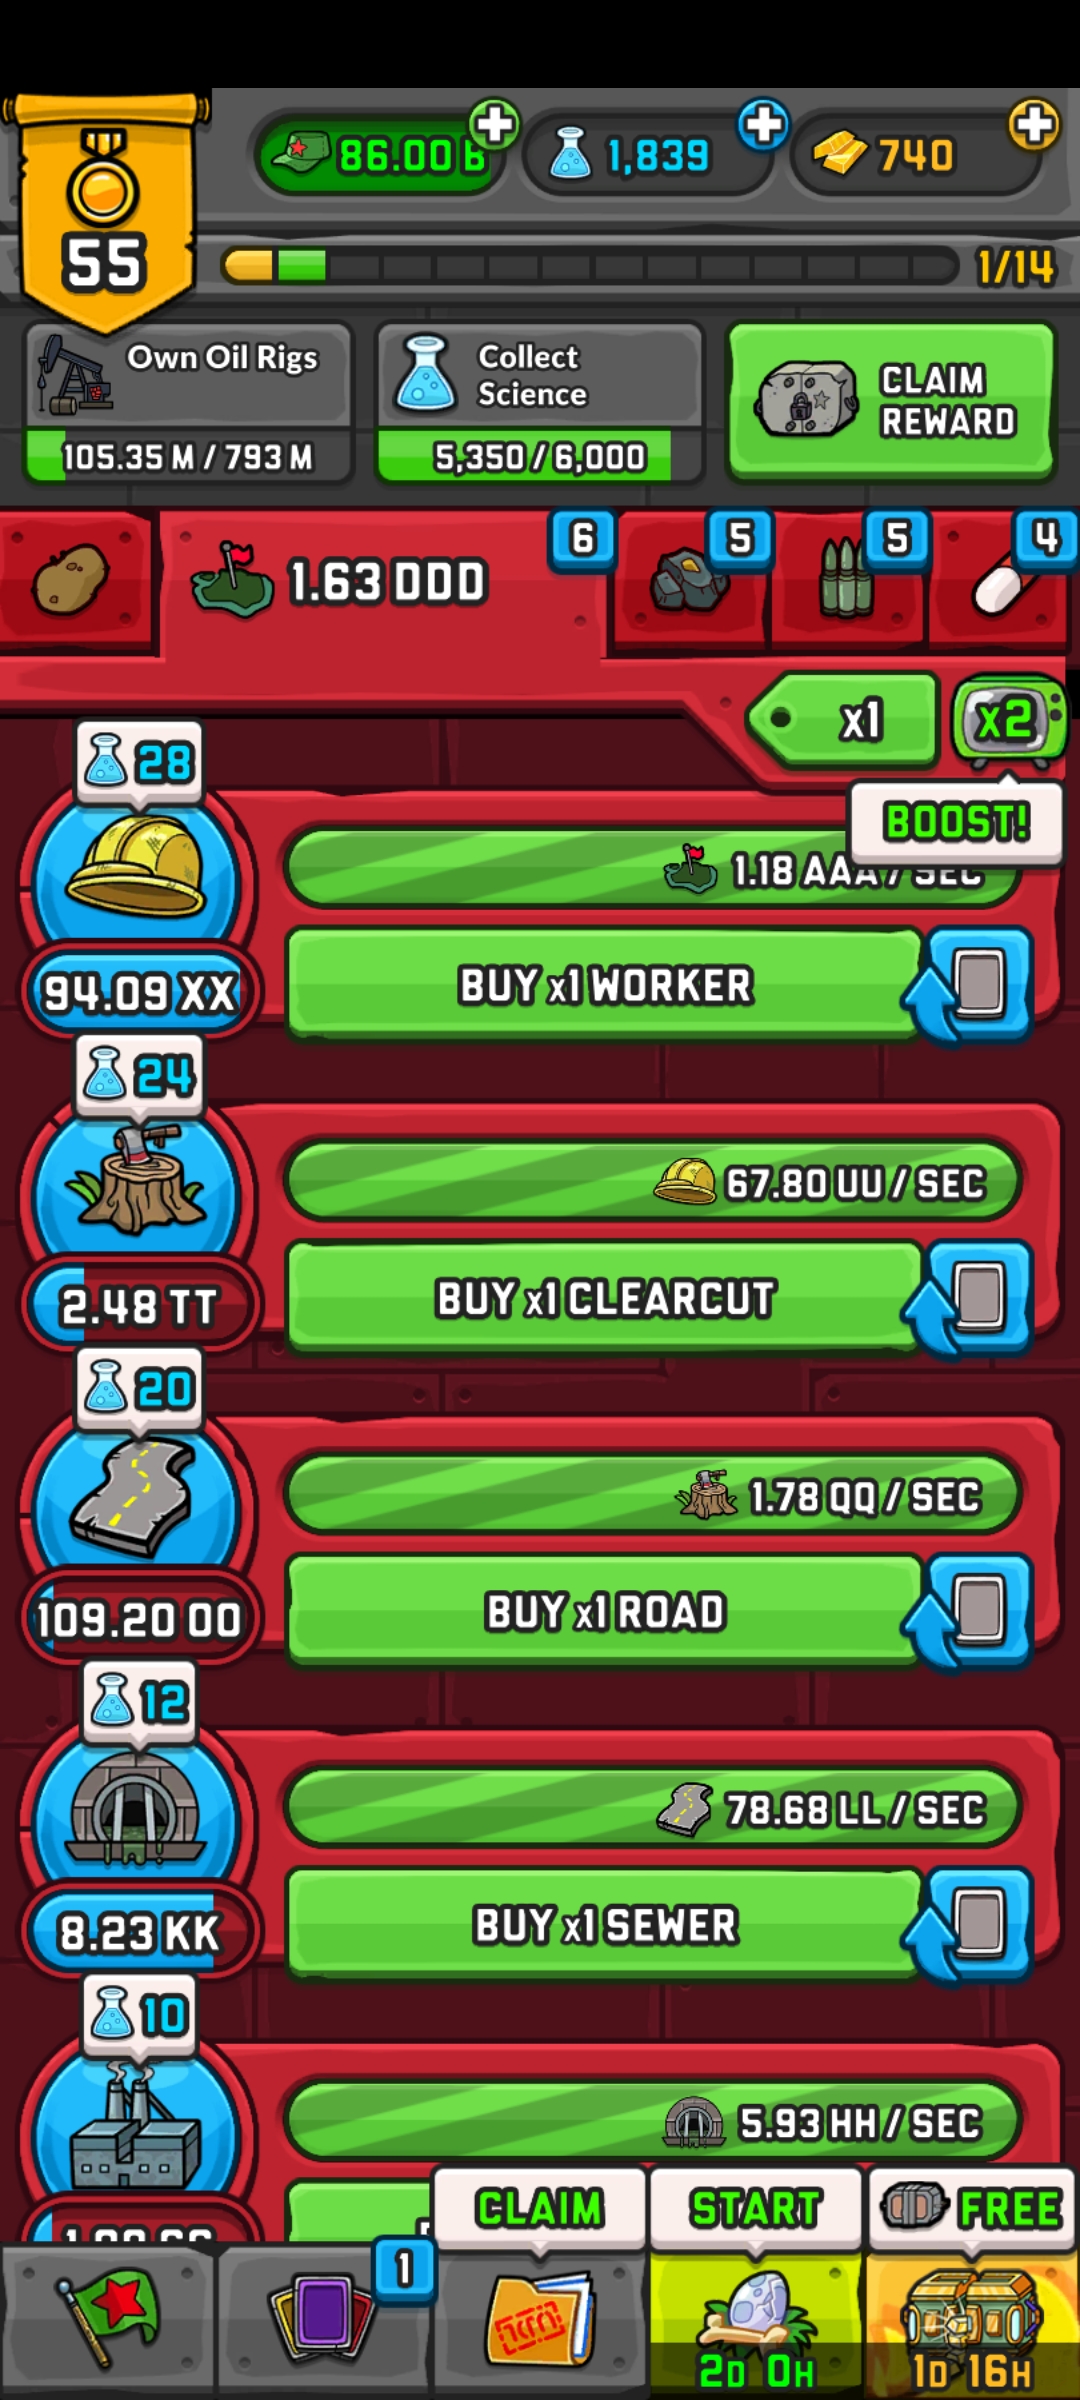 86.00 B
1,839
740
55
1/14
Own Oil Rigs
105.35 M / 793 M
Collect
Science
5,350 / 6,000
CLAIM
REWARD
1.63 DDD
6
5
5
4
x1
x2
BOOST!
28
1.18 AAA / SEC
94.09 XX
BUY x1 WORKER
24
67.80 UU / SEC
2.48 TT
BUY x1 CLEARCUT
20
1.78 QQ / SEC
109.20 OO
BUY x1 ROAD
12
78.68 LL / SEC
8.23 KK
BUY x1 SEWER
10
5.93 HH / SEC
CLAIM
START
FREE
1
2D 0H
1D 16H